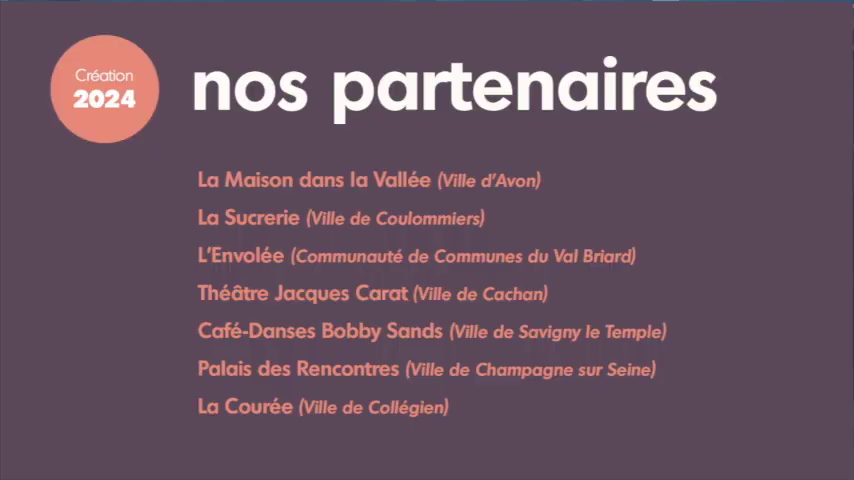 Création
2024
nos partenaires
La Maison dans la Vallée (Ville d'Avon)
La Sucrerie (Ville de Coulommiers)
L'Envolée (Communauté de Communes du Val Briard)
Théâtre Jacques Carat (Ville de Cachan)
Café-Danses Bobby Sands (Ville de Savigny le Temple)
Palais des Rencontres (Ville de Champagne sur Seine)
La Courée (Ville de Collégien)